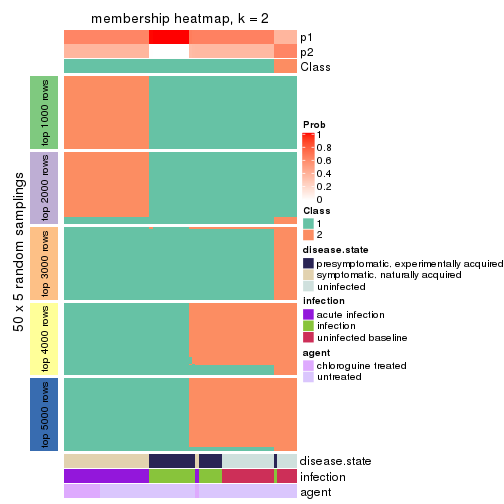 membership heatmap, k = 2
p1
p2
Class
50 x 5 random samplings
top 1000 rows
top 2000 rows
top 3000 rows
top 4000 rows
top 5000 rows
disease.state
infection
agent
Prob
1
0.8
0.6
0.4
0.2
0
Class
1
2
disease.state
presymptomatic. experimentally acquired
symptomatic. naturally acquired
uninfected
infection
acute infection
infection
uninfected baseline
agent
chloroguine treated
untreated